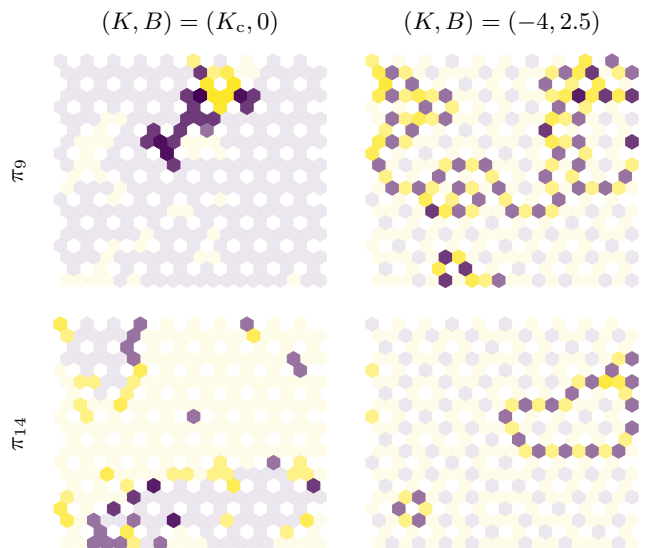 (K, B) = (K_c, 0) (K, B) = (−4, 2.5)
π_9
π_14